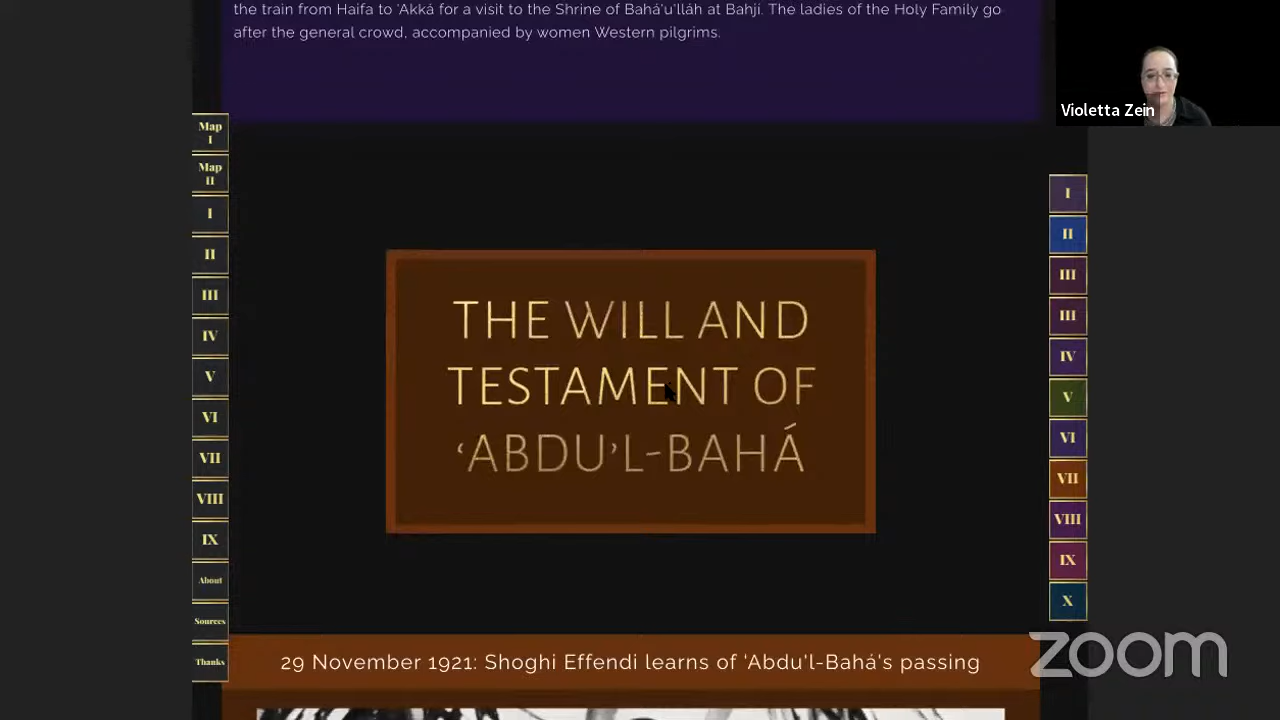 the train from Haifa to ‘Akká for a visit to the Shrine of Bahá’u’lláh at Bahjí. The ladies of the Holy Family go
after the general crowd, accompanied by women Western pilgrims.
Violetta Zein
Map
I
Map
II
I
II
III
IV
V
VI
VII
VIII
IX
About
Sources
Thanks
THE WILL AND
TESTAMENT OF
‘ABDU’L-BAHÁ
I
II
III
III
IV
V
VI
VII
VIII
IX
X
29 November 1921: Shoghi Effendi learns of ‘Abdu’l-Bahá’s passing
zoom